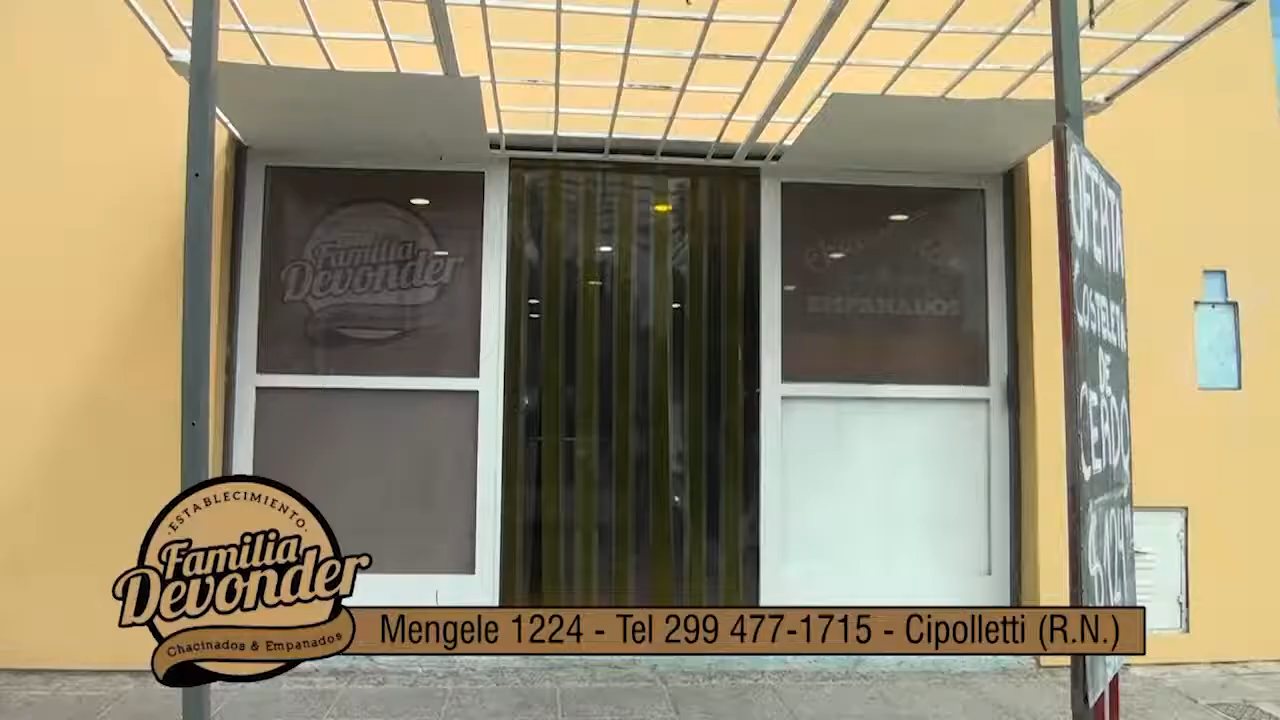 Familia
Devonder
EMPANADOS
OFERTA
COSTELETA
DE
CERDO
·ESTABLECIMIENTO·
Familia
Devonder
Chacinados & Empanados
Mengele 1224 - Tel 299 477-1715 - Cipolletti (R.N.)